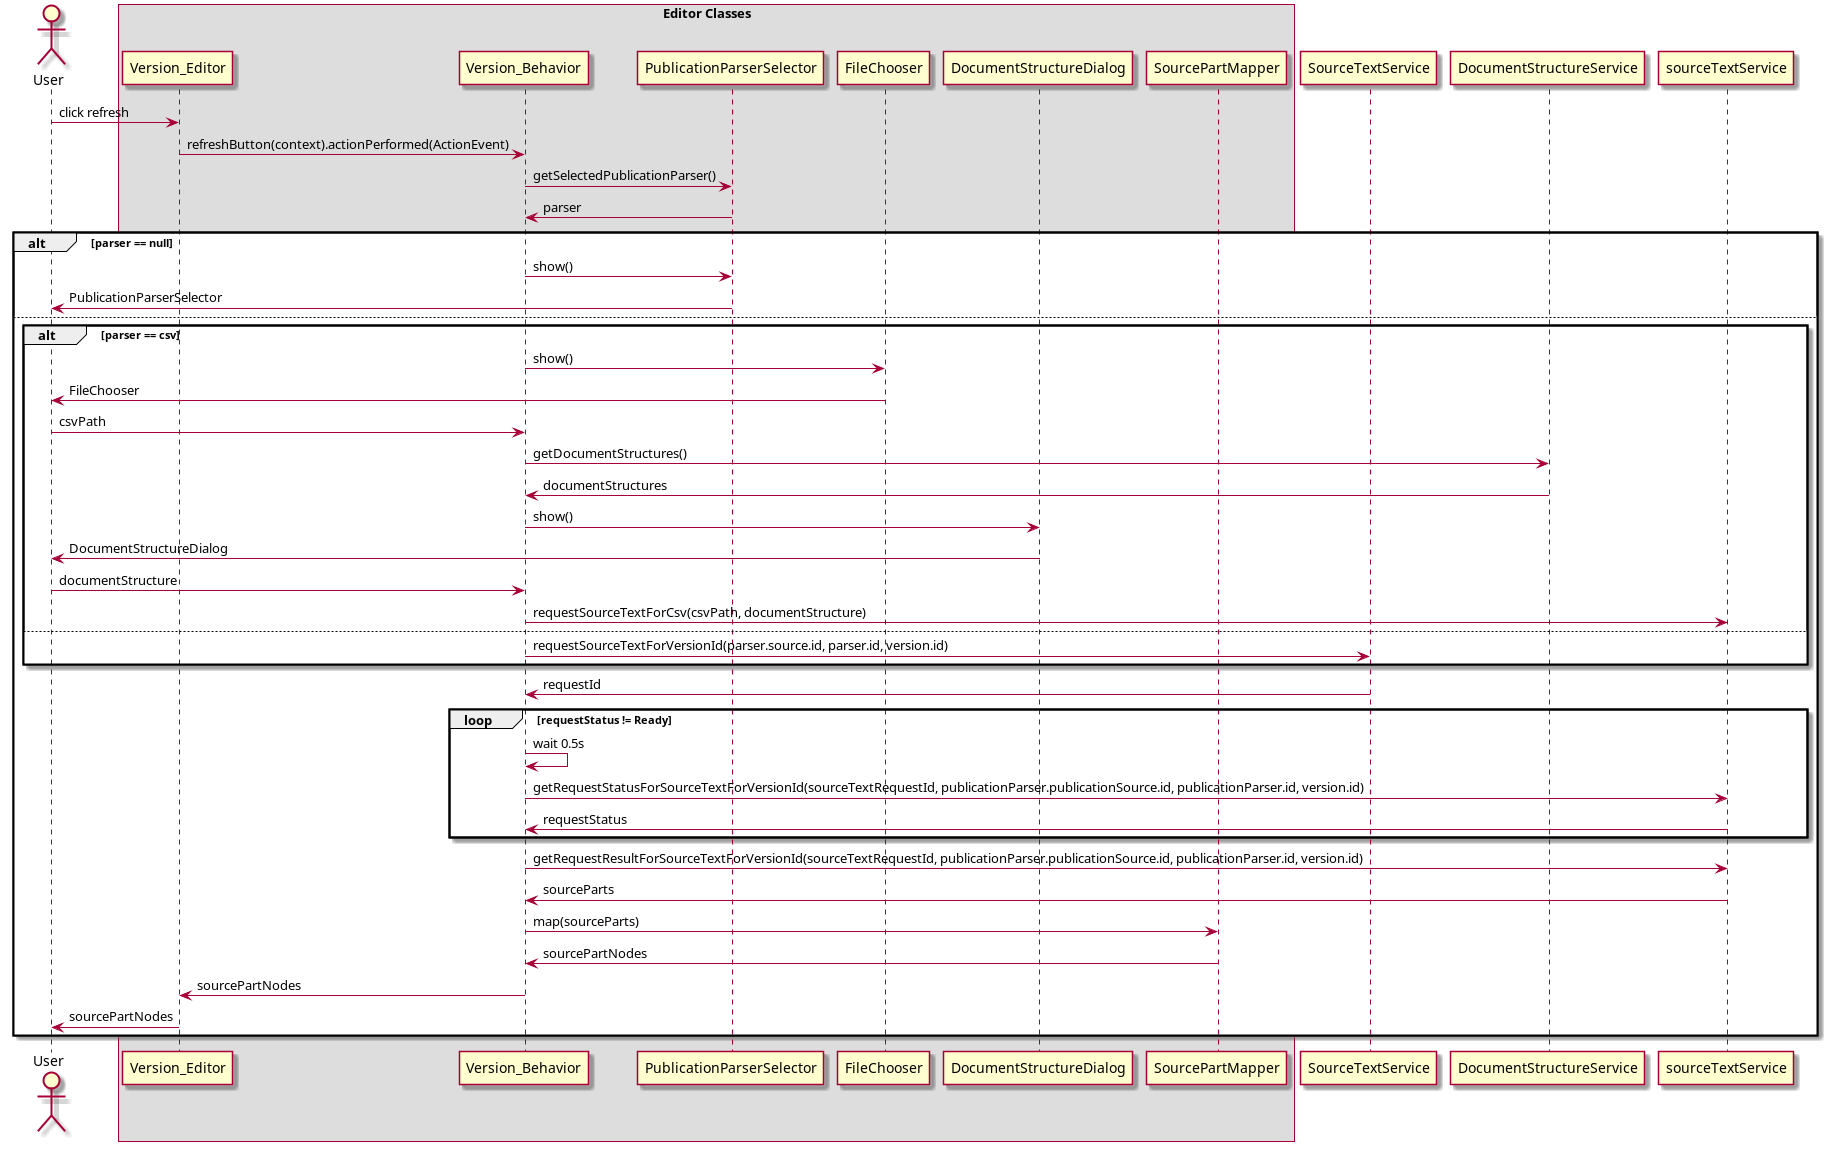 Editor Classes
User
Version_Editor
Version_Behavior
PublicationParserSelector
FileChooser
DocumentStructureDialog
SourcePartMapper
SourceTextService
DocumentStructureService
sourceTextService
click refresh
refreshButton(context).actionPerformed(ActionEvent)
getSelectedPublicationParser()
parser
alt [parser == null]
show()
PublicationParserSelector
alt [parser == csv]
show()
FileChooser
csvPath
getDocumentStructures()
documentStructures
show()
DocumentStructureDialog
documentStructure
requestSourceTextForCsv(csvPath, documentStructure)
requestSourceTextForVersionId(parser.source.id, parser.id, version.id)
requestId
loop [requestStatus != Ready]
wait 0.5s
getRequestStatusForSourceTextForVersionId(sourceTextRequestId, publicationParser.publicationSource.id, publicationParser.id, version.id)
requestStatus
getRequestResultForSourceTextForVersionId(sourceTextRequestId, publicationParser.publicationSource.id, publicationParser.id, version.id)
sourceParts
map(sourceParts)
sourcePartNodes
sourcePartNodes
sourcePartNodes
User
Version_Editor
Version_Behavior
PublicationParserSelector
FileChooser
DocumentStructureDialog
SourcePartMapper
SourceTextService
DocumentStructureService
sourceTextService